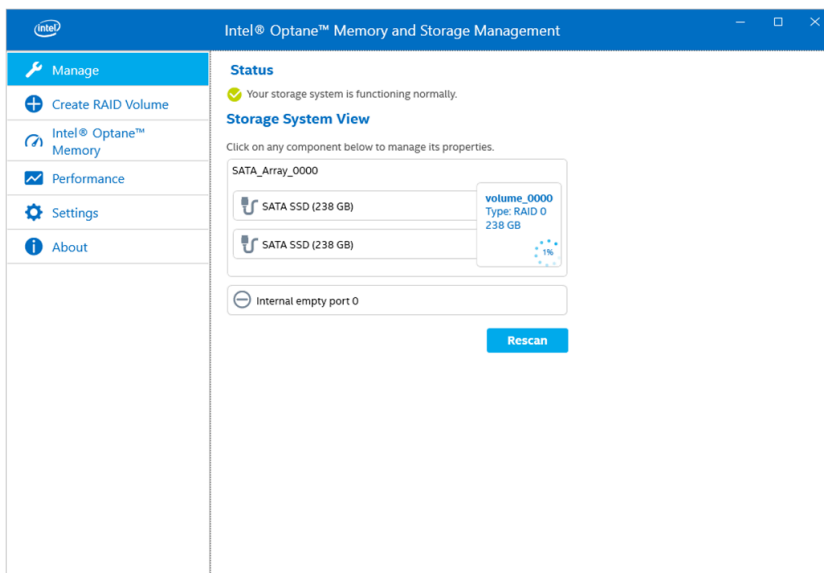 intel
Intel® Optane™ Memory and Storage Management
Manage
Create RAID Volume
Intel® Optane™
Memory
Performance
Settings
About
Status
Your storage system is functioning normally.
Storage System View
Click on any component below to manage its properties.
SATA_Array_0000
SATA SSD (238 GB)
SATA SSD (238 GB)
volume_0000
Type: RAID 0
238 GB
1%
Internal empty port 0
Rescan